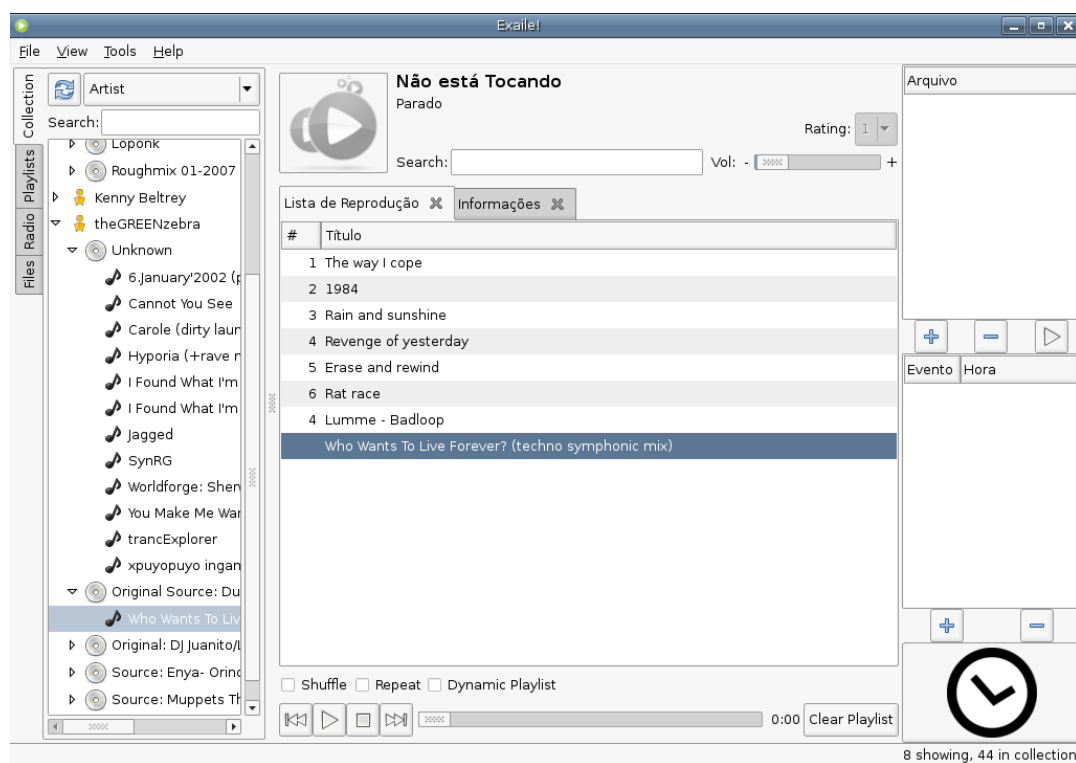 Exaile!
File View Tools Help
Collection
Playlists
Radio
Files
Artist
Search:
Loponk
Roughmix 01-2007
Kenny Beltrey
theGREENzebra
Unknown
6.January'2002 (p
Cannot You See
Carole (dirty laun
Hyporia (+rave r
I Found What I'm
I Found What I'm
Jagged
SynRG
Worldforge: Shen
You Make Me Wan
trancExplorer
xpuyopuyo ingan
Original Source: Du
Who Wants To Liv
Original: DJ Juanito/L
Source: Enya- Orino
Source: Muppets Th
Não está Tocando
Parado
Rating: 1
Search:
Vol: - +
Lista de Reprodução Informações
# Título
1 The way I cope
2 1984
3 Rain and sunshine
4 Revenge of yesterday
5 Erase and rewind
6 Rat race
4 Lumme - Badloop
Who Wants To Live Forever? (techno symphonic mix)
Shuffle Repeat Dynamic Playlist
0:00 Clear Playlist
Arquivo
Evento Hora
8 showing, 44 in collection